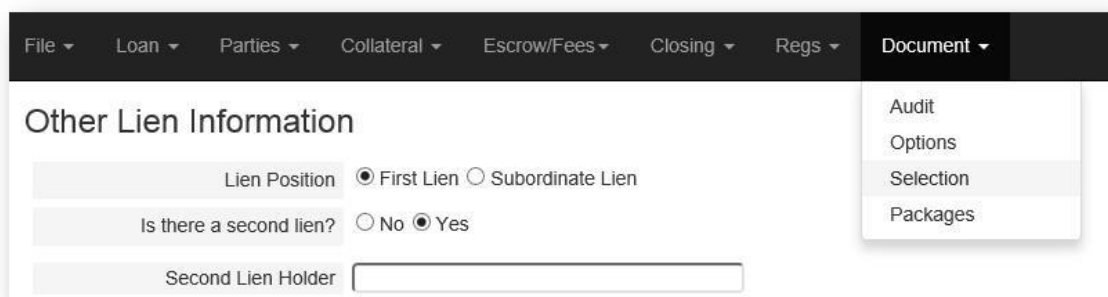 File Loan Parties Collateral Escrow/Fees Closing Regs Document
Audit
Options
Selection
Packages
Other Lien Information
Lien Position First Lien Subordinate Lien
Is there a second lien? No Yes
Second Lien Holder